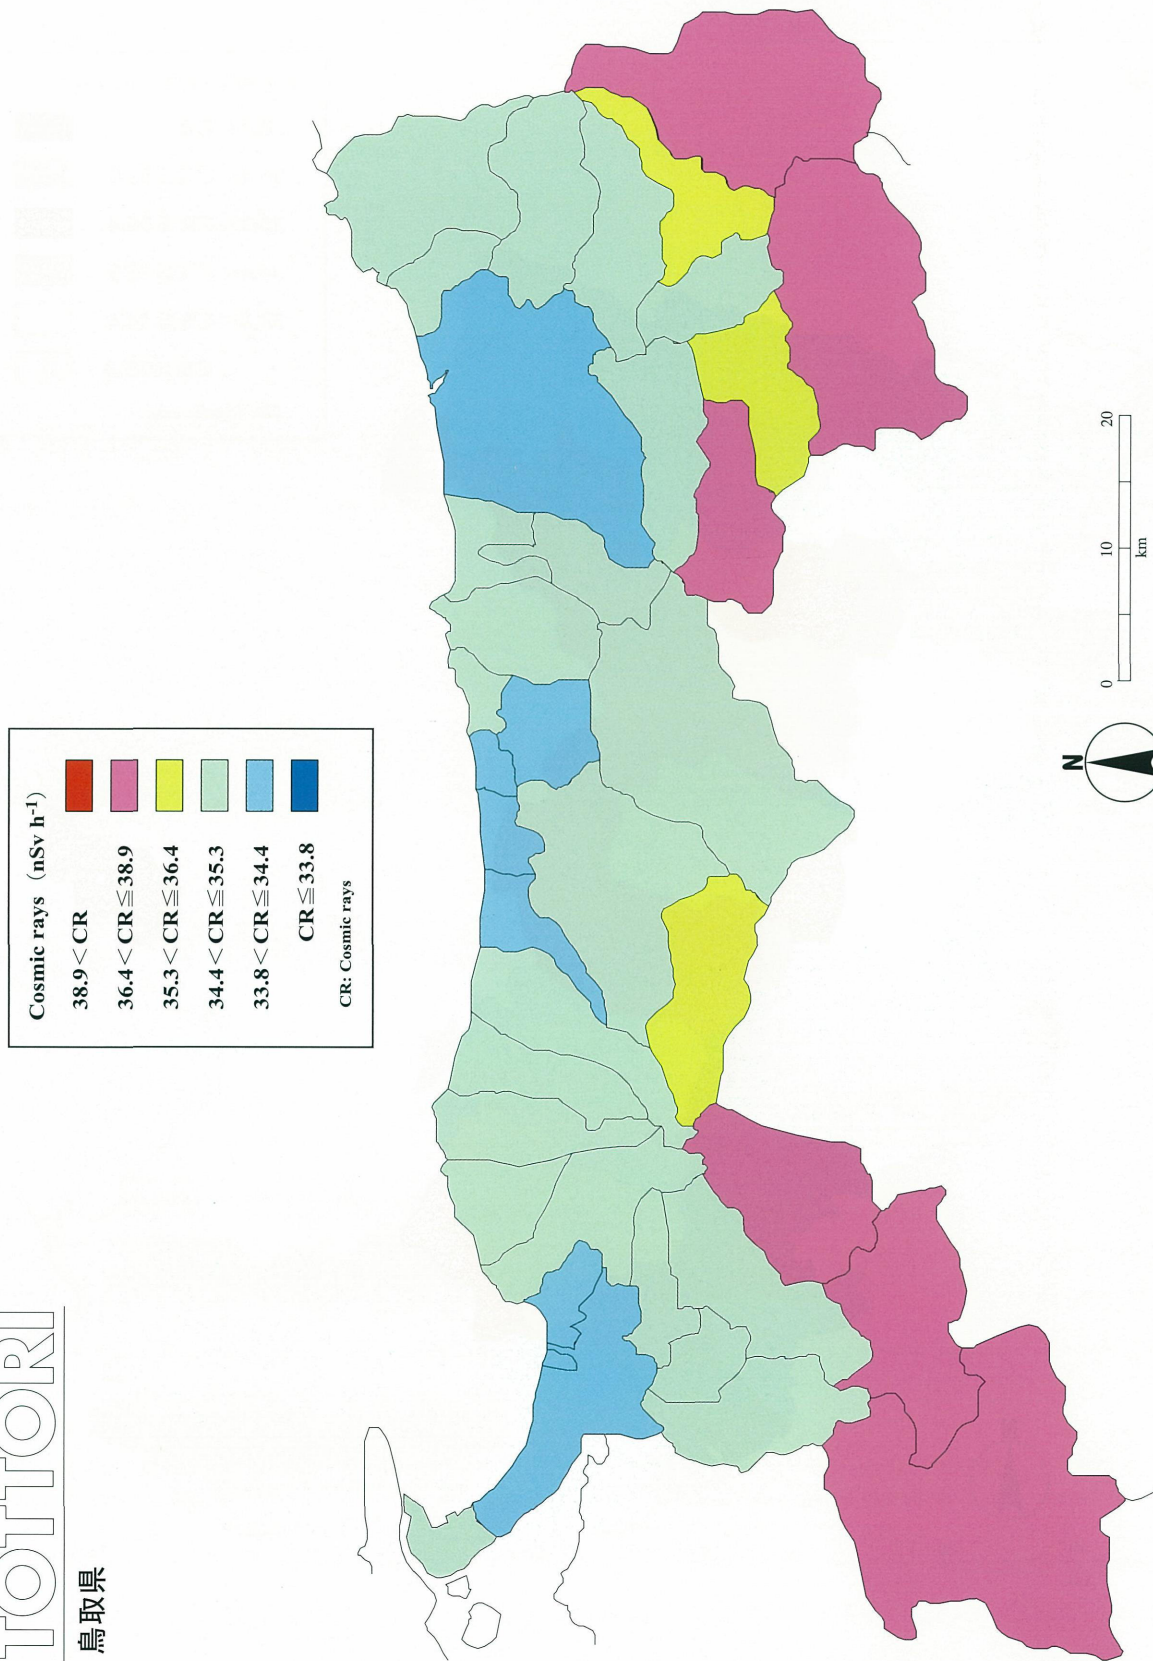 TOTTORI
鳥取県
Cosmic rays (nSv h-1)
38.9<CR
36.4<CR≦38.9
35.3<CR≦36.4
34.4<CR≦35.3
33.8<CR≦34.4
CR≦33.8
CR: Cosmic rays
N
0 10 20
km